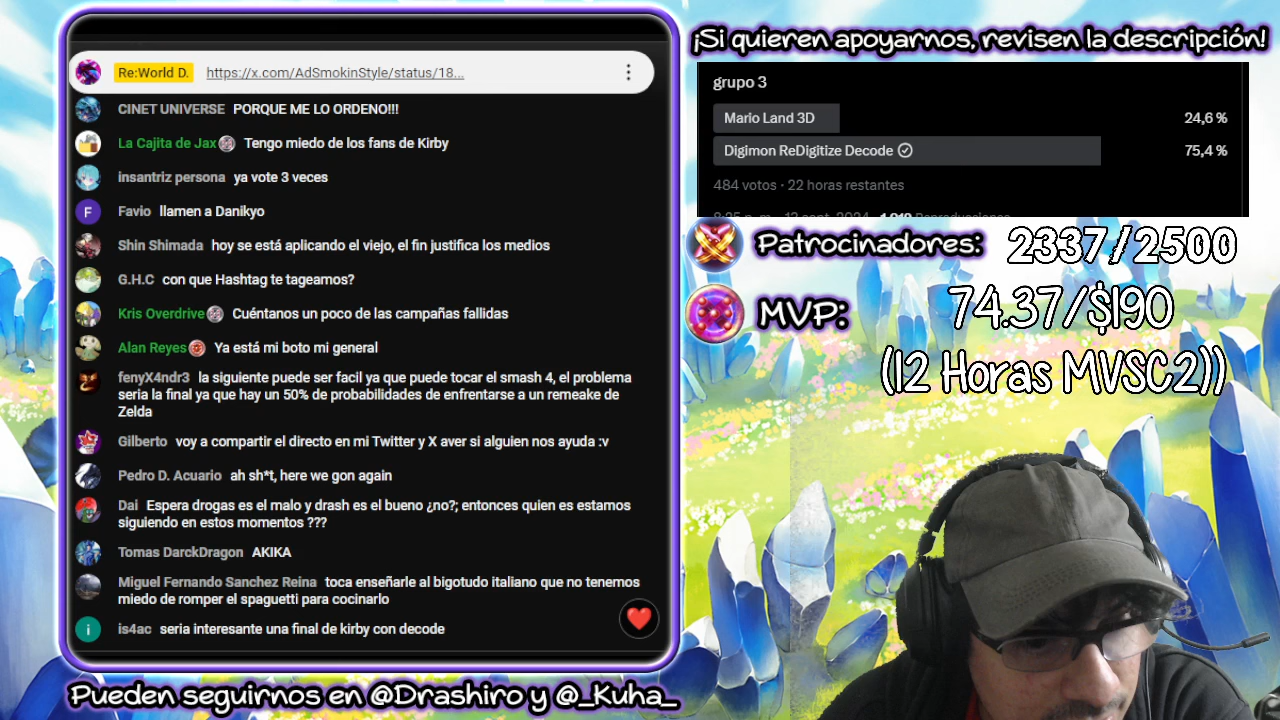 Re:World D. https://x.com/AdSmokinStyle/status/18...
CINET UNIVERSE PORQUE ME LO ORDENO!!!
La Cajita de Jax Tengo miedo de los fans de Kirby
insantriz persona ya vote 3 veces
F Favio llamen a Danikyo
Shin Shimada hoy se está aplicando el viejo, el fin justifica los medios
G.H.C con que Hashtag te tageamos?
Kris Overdrive Cuéntanos un poco de las campañas fallidas
Alan Reyes Ya está mi boto mi general
fenyX4ndr3 la siguiente puede ser facil ya que puede tocar el smash 4, el problema
seria la final ya que hay un 50% de probabilidades de enfrentarse a un remeake de
Zelda
Gilberto voy a compartir el directo en mi Twitter y X aver si alguien nos ayuda :v
Pedro D. Acuario ah sh*t, here we gon again
Dai Espera drogas es el malo y drash es el bueno ¿no?; entonces quien es estamos
siguiendo en estos momentos ???
Tomas DarckDragon AKIKA
Miguel Fernando Sanchez Reina toca enseñarle al bigotudo italiano que no tenemos
miedo de romper el spaguetti para cocinarlo
i is4ac seria interesante una final de kirby con decode
Pueden seguirnos en @Drashiro y @_Kuha_
¡Si quieren apoyarnos, revisen la descripción!
grupo 3
Mario Land 3D 24,6 %
Digimon ReDigitize Decode 75,4 %
484 votos · 22 horas restantes
Patrocinadores: 2337/2500
MVP: 74.37/$190
(12 Horas MVSC2))